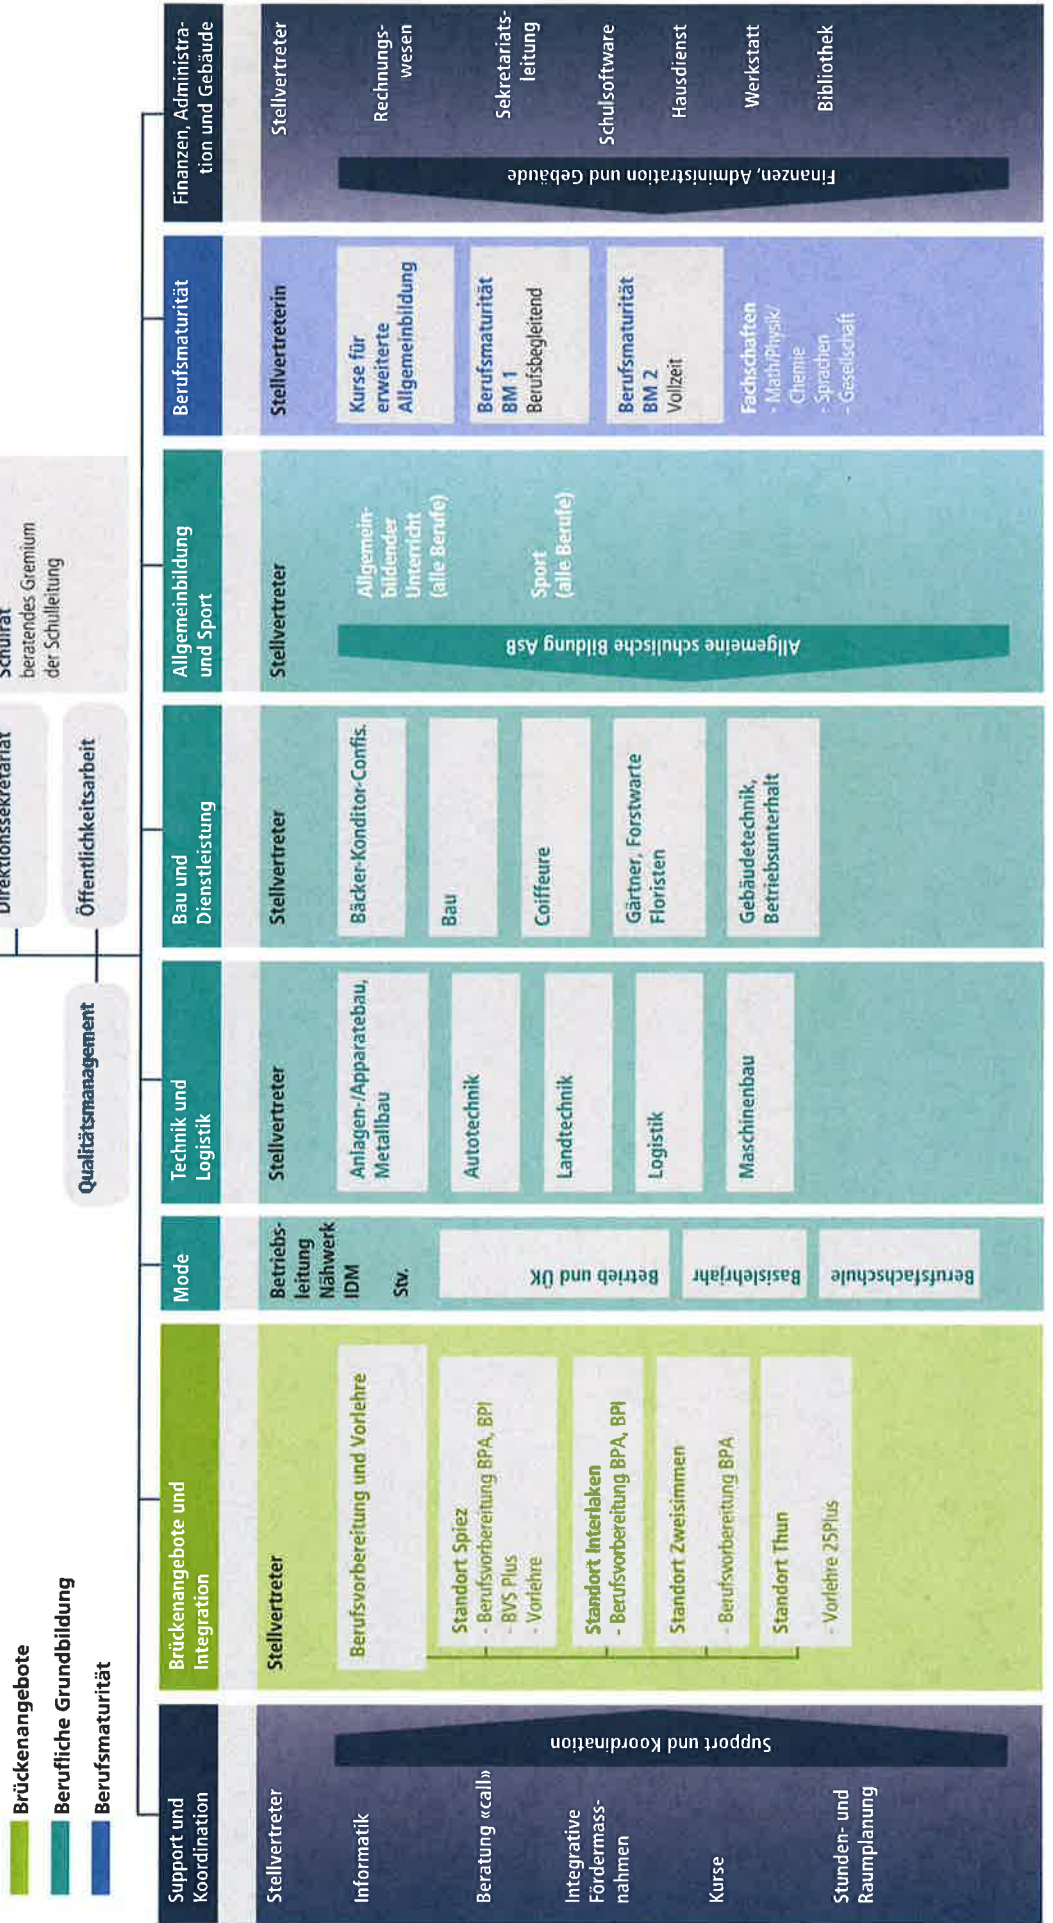 Brückenangebote
Berufliche Grundbildung
Berufsmaturität
Direktionssekretariat
Schulrat
beratendes Gremium
der Schulleitung
Qualitätsmanagement
Öffentlichkeitsarbeit
Support und
Koordination
Stellvertreter
Informatik
Beratung «call»
Integrative
Fördermass-
nahmen
Kurse
Stunden- und
Raumplanung
Support und Koordination
Brückenangebote und
Integration
Stellvertreter
Berufsvorbereitung und Vorlehre
Standort Spiez
- Berufsvorbereitung BPA, BPI
- BVS Plus
- Vorlehre
Standort Interlaken
- Berufsvorbereitung BPA, BPI
Standort Zweisimmen
- Berufsvorbereitung BPA
Standort Thun
- Vorlehre 25Plus
Mode
Betriebs-
leitung
Nähwerk
IDM
Stv.
Betrieb und ÜK
Basislehrjahr
Berufsfachschule
Technik und
Logistik
Stellvertreter
Anlagen-/Apparatebau,
Metallbau
Autotechnik
Landtechnik
Logistik
Maschinenbau
Bau und
Dienstleistung
Stellvertreter
Bäcker-Konditor-Confis.
Bau
Coiffeure
Gärtner, Forstwarte
Floristen
Gebäudetechnik,
Betriebsunterhalt
Allgemeinbildung
und Sport
Stellvertreter
Allgemein-
bildender
Unterricht
(alle Berufe)
Sport
(alle Berufe)
Allgemeine schulische Bildung AsB
Berufsmaturität
Stellvertreterin
Kurse für
erweiterte
Allgemeinbildung
Berufsmaturität
BM 1
Berufsbegleitend
Berufsmaturität
BM 2
Vollzeit
Fachschaften
- Math/Physik/
Chemie
- Sprachen
- Gesellschaft
Finanzen, Administra-
tion und Gebäude
Stellvertreter
Rechnungs-
wesen
Sekretariats-
leitung
Schulsoftware
Hausdienst
Werkstatt
Bibliothek
Finanzen, Administration und Gebäude